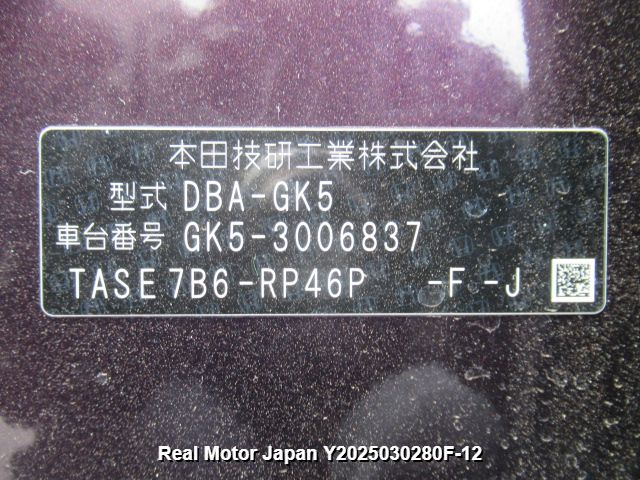 本田技研工業株式会社
型式 DBA-GK5
車台番号 GK5-3006837
TASE 7B6-RP46P -F -J
Real Motor Japan Y2025030280F-12